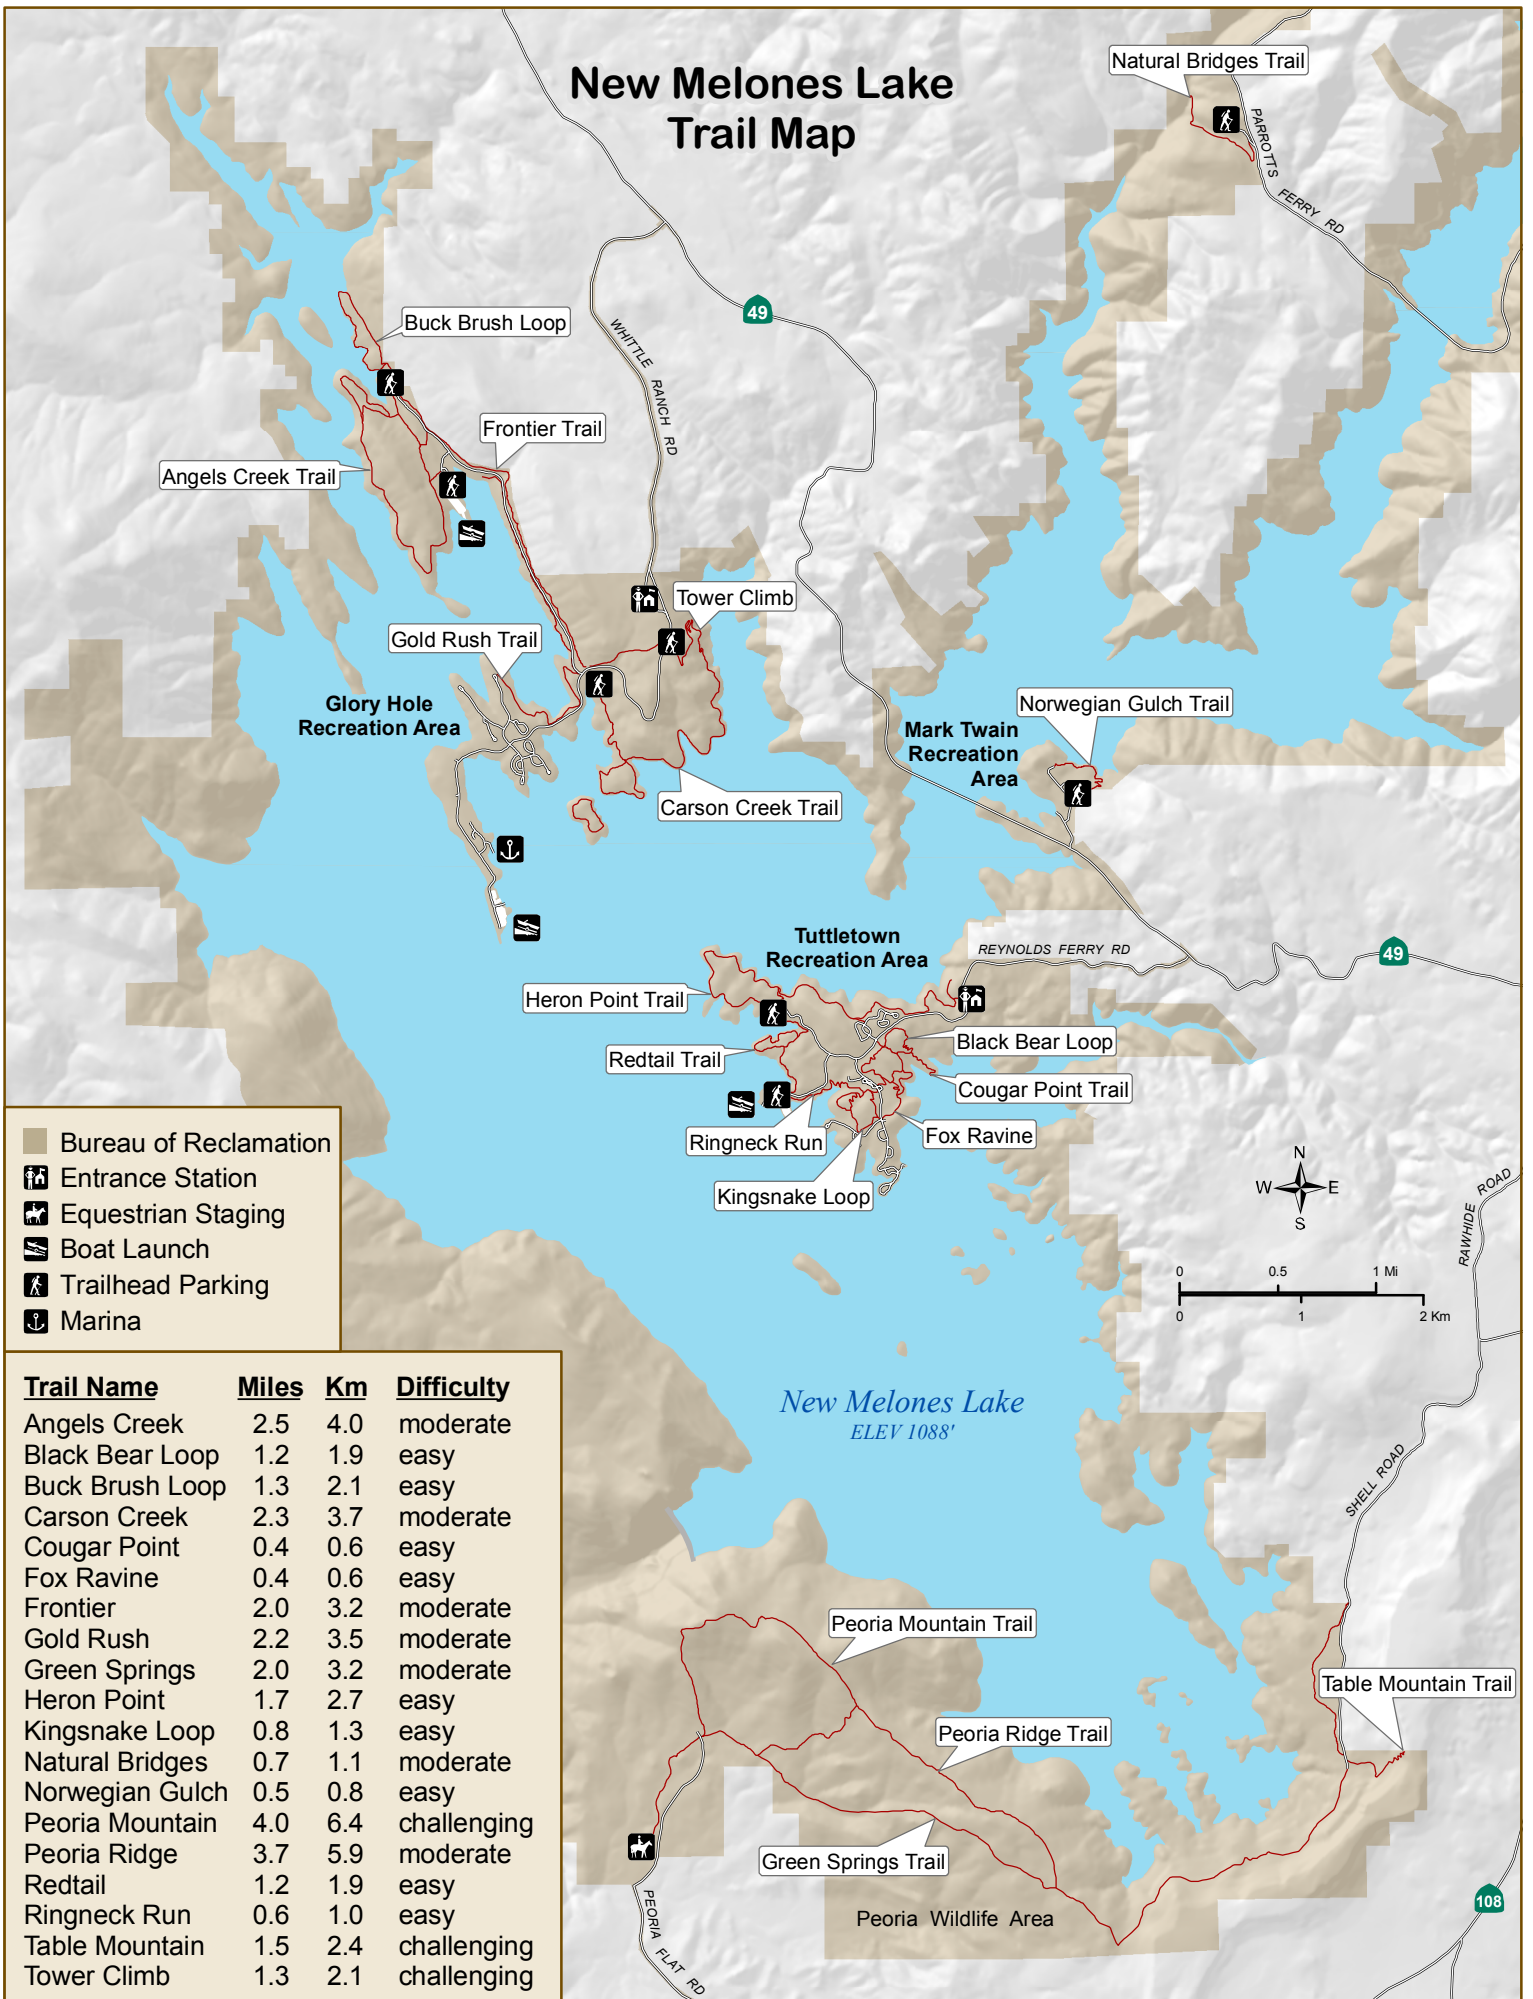 New Melones Lake
Trail Map
Natural Bridges Trail
PARROTTS
FERRY RD
49
Buck Brush Loop
WHITTLE RANCH RD
Frontier Trail
Angels Creek Trail
Tower Climb
Gold Rush Trail
Glory Hole
Recreation Area
Norwegian Gulch Trail
Mark Twain
Recreation
Area
Carson Creek Trail
Tuttletown
Recreation Area
REYNOLDS FERRY RD
49
Heron Point Trail
Black Bear Loop
Redtail Trail
Cougar Point Trail
Ringneck Run
Fox Ravine
Kingsnake Loop
Bureau of Reclamation
Entrance Station
Equestrian Staging
Boat Launch
Trailhead Parking
Marina
N
W E
S
0 0.5 1 Mi
0 1 2 Km
RAWHIDE ROAD
SHELL ROAD
New Melones Lake
ELEV 1088'
Peoria Mountain Trail
Table Mountain Trail
Peoria Ridge Trail
Green Springs Trail
Peoria Wildlife Area
PEORIA FLAT RD
108
Trail Name Miles Km Difficulty
Angels Creek 2.5 4.0 moderate
Black Bear Loop 1.2 1.9 easy
Buck Brush Loop 1.3 2.1 easy
Carson Creek 2.3 3.7 moderate
Cougar Point 0.4 0.6 easy
Fox Ravine 0.4 0.6 easy
Frontier 2.0 3.2 moderate
Gold Rush 2.2 3.5 moderate
Green Springs 2.0 3.2 moderate
Heron Point 1.7 2.7 easy
Kingsnake Loop 0.8 1.3 easy
Natural Bridges 0.7 1.1 moderate
Norwegian Gulch 0.5 0.8 easy
Peoria Mountain 4.0 6.4 challenging
Peoria Ridge 3.7 5.9 moderate
Redtail 1.2 1.9 easy
Ringneck Run 0.6 1.0 easy
Table Mountain 1.5 2.4 challenging
Tower Climb 1.3 2.1 challenging